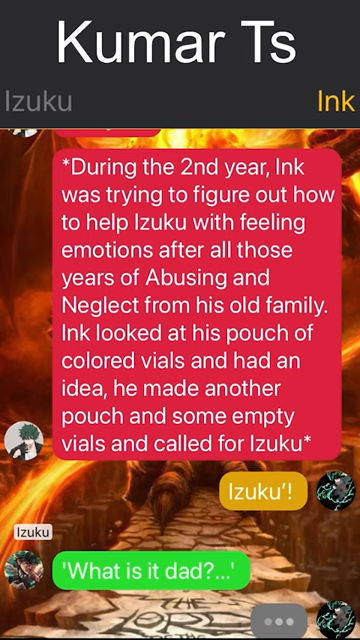 Kumar Ts
Izuku Ink
*During the 2nd year, Ink
was trying to figure out how
to help Izuku with feeling
emotions after all those
years of Abusing and
Neglect from his old family.
Ink looked at his pouch of
colored vials and had an
idea, he made another
pouch and some empty
vials and called for Izuku*
Izuku'!
Izuku
'What is it dad?...'
THE
LORD